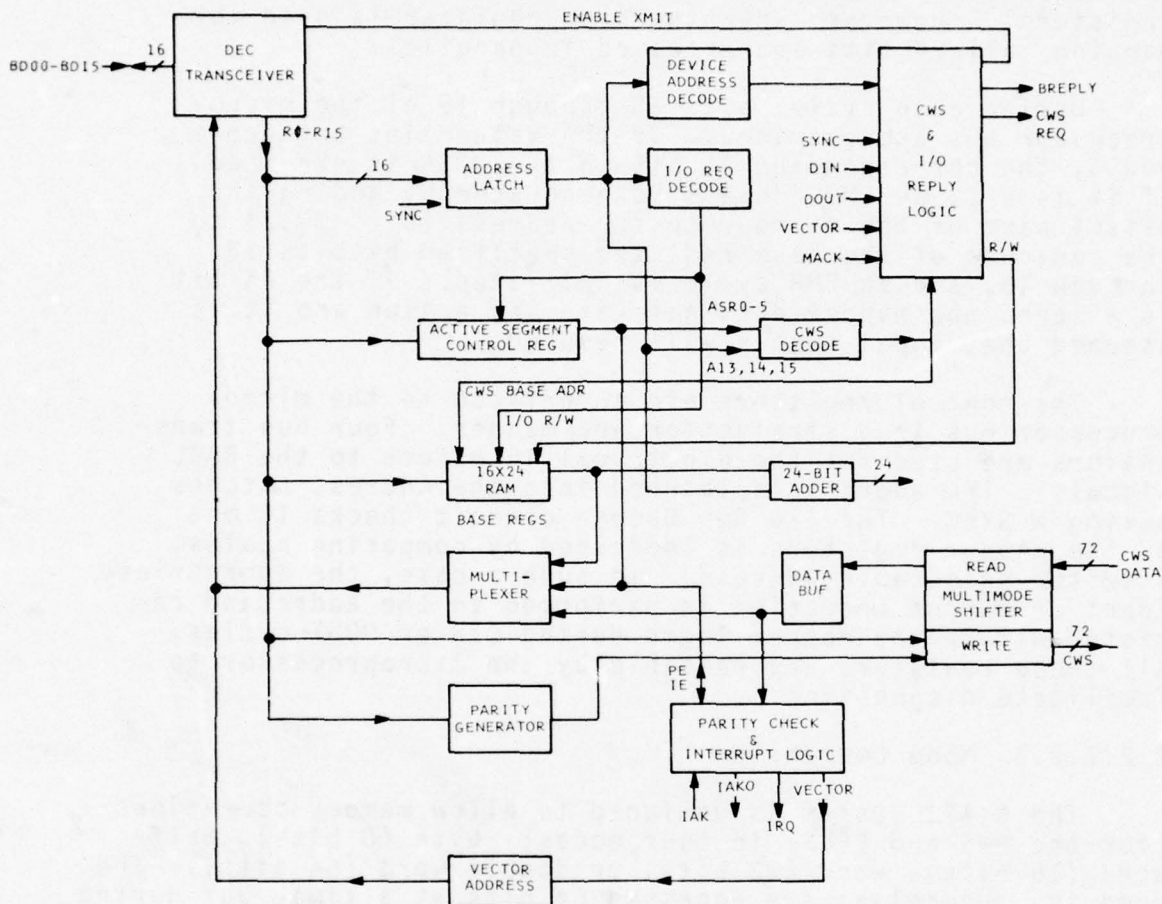 ENABLE XMIT
16
BD00-BD15
DEC
TRANSCEIVER
DEVICE
ADDRESS
DECODE
BREPLY
CWS
REQ
CWS
&
I/O
REPLY
LOGIC
RΦ-R15
SYNC
DIN
DOUT
VECTOR
MACK
16
ADDRESS
LATCH
I/O REQ
DECODE
SYNC
R/W
ASR0-5
ACTIVE SEGMENT
CONTROL REG
CWS
DECODE
A13,14,15
CWS BASE ADR
I/O R/W
16X24
RAM
BASE REGS
24-BIT
ADDER
24
MULTI-
PLEXER
DATA
BUF
READ
MULTIMODE
SHIFTER
WRITE
72
CWS
DATA
72
CWS
PE
IE
PARITY
GENERATOR
PARITY CHECK
&
INTERRUPT LOGIC
IAK
IAKO
IRQ
VECTOR
VECTOR
ADDRESS